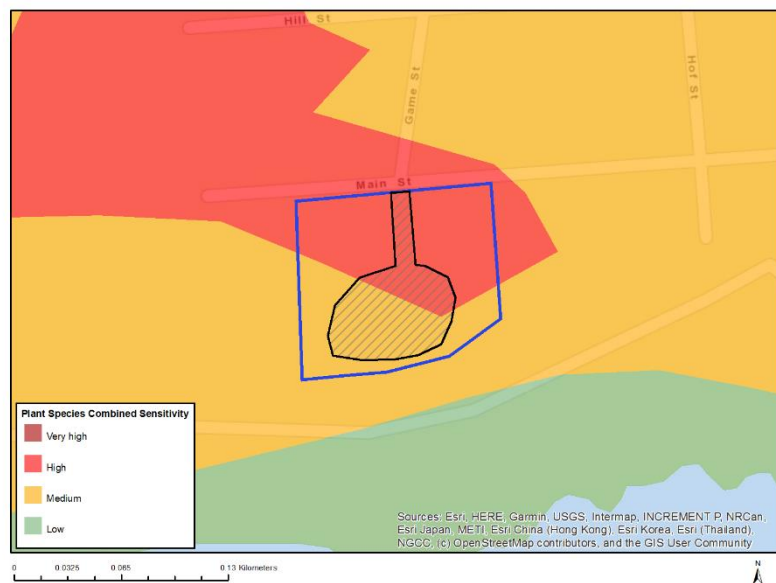 Hill St
Game St
Hof St
Main St
Plant Species Combined Sensitivity
Very high
High
Medium
Low
Sources: Esri, HERE, Garmin, USGS, Intermap, INCREMENT P, NRCan,
Esri Japan, METI, Esri China (Hong Kong), Esri Korea, Esri (Thailand),
NGCC, (c) OpenStreetMap contributors, and the GIS User Community
0 0.0325 0.065 0.13 Kilometers
N